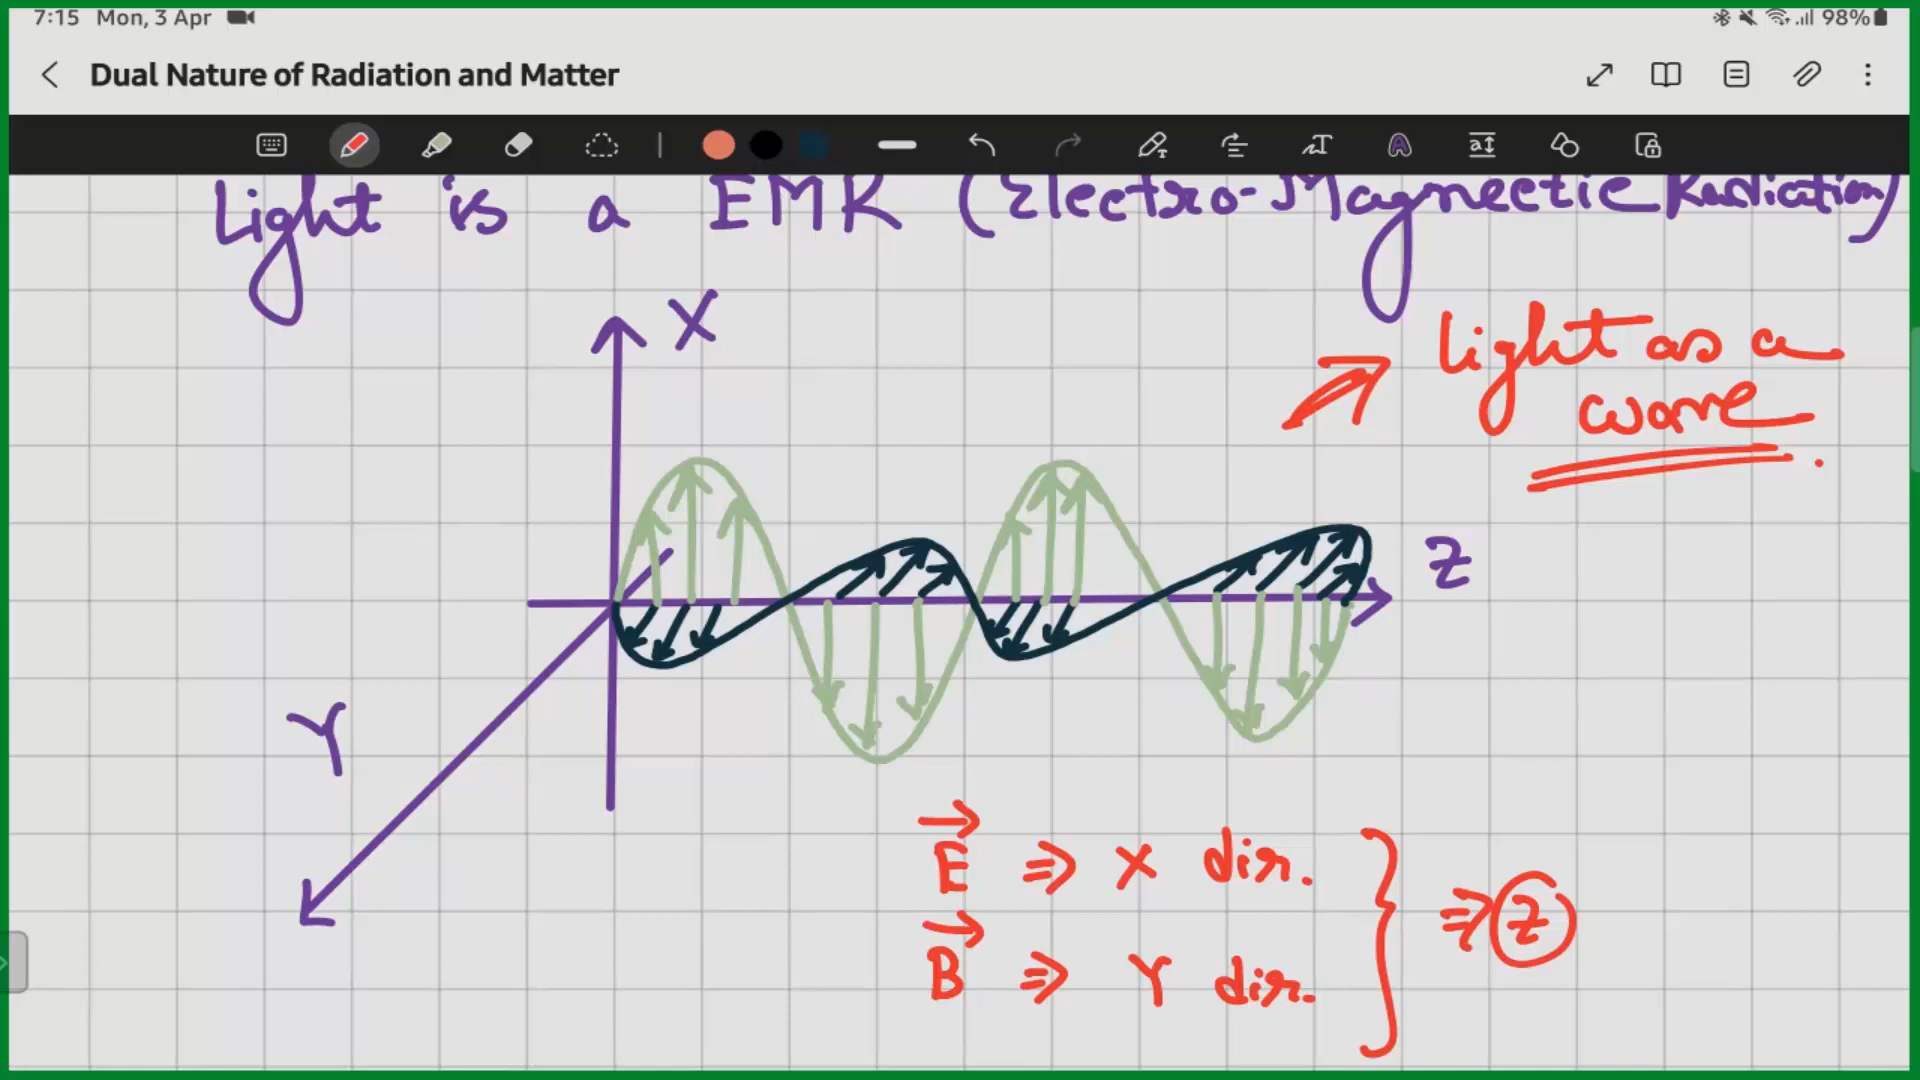 7:15 Mon, 3 Apr 98%
Dual Nature of Radiation and Matter
Light is a EMR (Electro-Magnectic Radiation)
X
light as a
wave
Z
Y
E ⇒ X dir.
⇒ Z
B ⇒ Y dir.